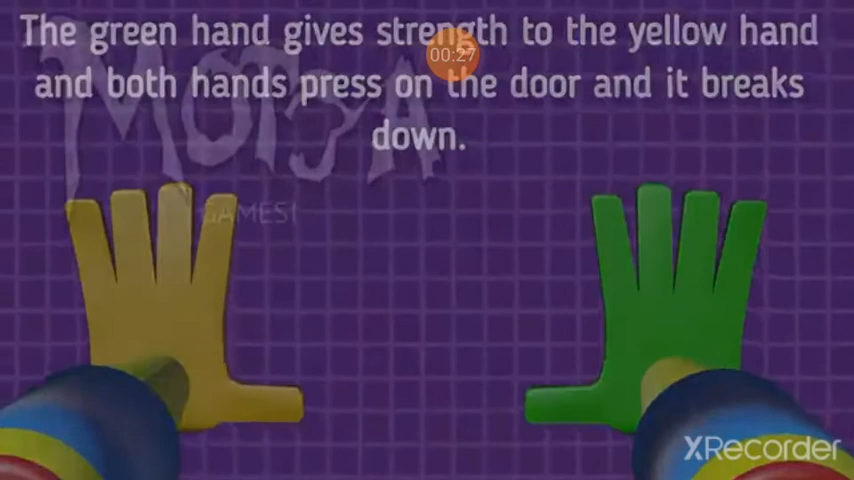 The green hand gives strength to the yellow hand
00:27
and both hands press on the door and it breaks
down.
GAMES!
XRecorder